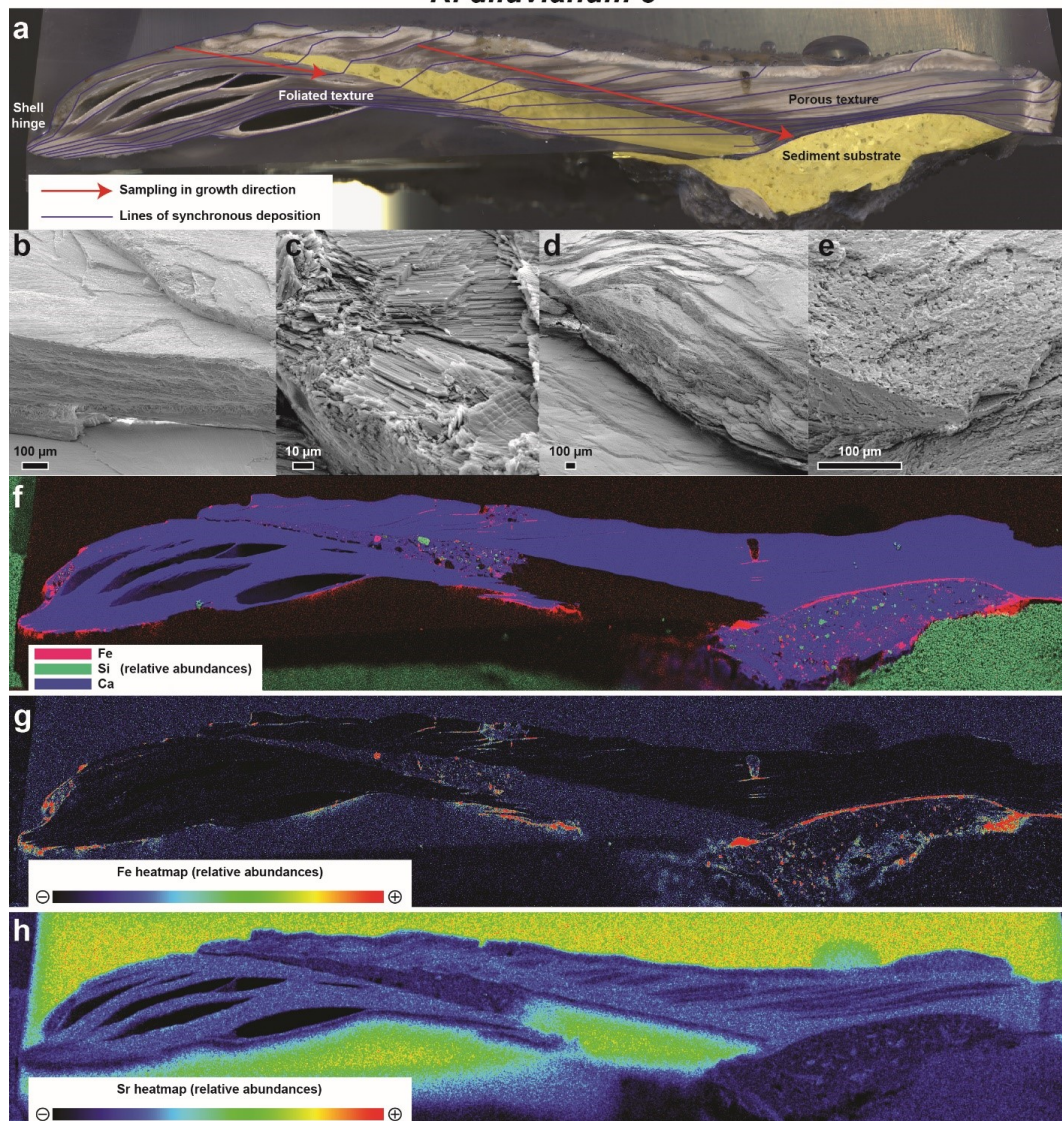 a
Shell
hinge
Foliated texture
Porous texture
Sediment substrate
Sampling in growth direction
Lines of synchronous deposition
b
100 µm
c
10 µm
d
100 µm
e
100 µm
f
Fe
Si (relative abundances)
Ca
g
Fe heatmap (relative abundances)
⊖ ⊕
h
Sr heatmap (relative abundances)
⊖ ⊕